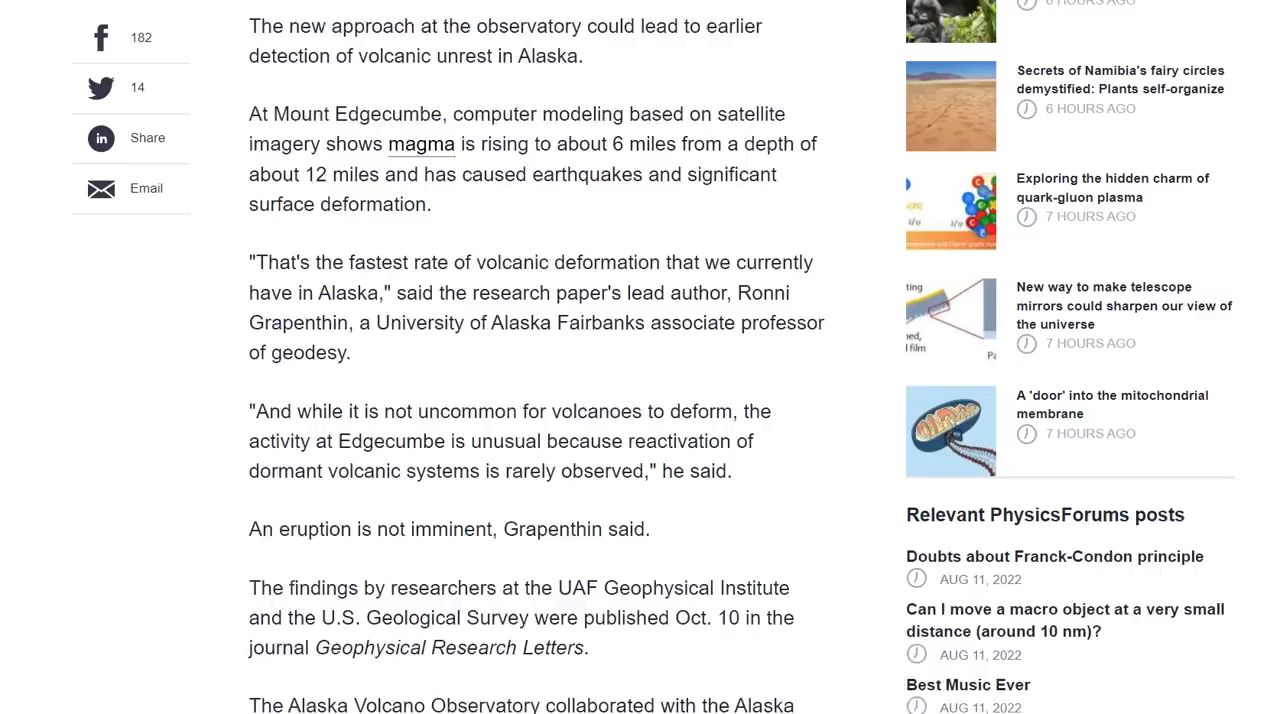 182
14
Share
Email
The new approach at the observatory could lead to earlier
detection of volcanic unrest in Alaska.
At Mount Edgecumbe, computer modeling based on satellite
imagery shows magma is rising to about 6 miles from a depth of
about 12 miles and has caused earthquakes and significant
surface deformation.
"That's the fastest rate of volcanic deformation that we currently
have in Alaska," said the research paper's lead author, Ronni
Grapenthin, a University of Alaska Fairbanks associate professor
of geodesy.
"And while it is not uncommon for volcanoes to deform, the
activity at Edgecumbe is unusual because reactivation of
dormant volcanic systems is rarely observed," he said.
An eruption is not imminent, Grapenthin said.
The findings by researchers at the UAF Geophysical Institute
and the U.S. Geological Survey were published Oct. 10 in the
journal Geophysical Research Letters.
The Alaska Volcano Observatory collaborated with the Alaska
6 HOURS AGO
Secrets of Namibia's fairy circles
demystified: Plants self-organize
6 HOURS AGO
Exploring the hidden charm of
quark-gluon plasma
7 HOURS AGO
New way to make telescope
mirrors could sharpen our view of
the universe
7 HOURS AGO
A 'door' into the mitochondrial
membrane
7 HOURS AGO
Relevant PhysicsForums posts
Doubts about Franck-Condon principle
AUG 11, 2022
Can I move a macro object at a very small
distance (around 10 nm)?
AUG 11, 2022
Best Music Ever
AUG 11, 2022